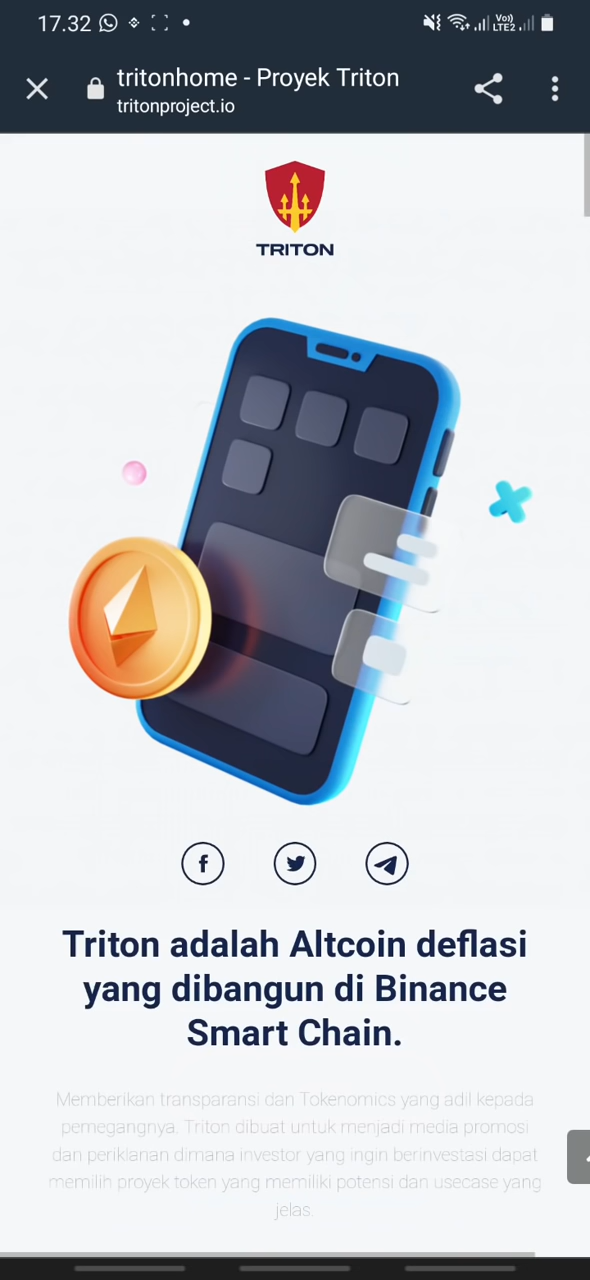 17.32
Vo))
LTE2
tritonhome - Proyek Triton
tritonproject.io
TRITON
Triton adalah Altcoin deflasi
yang dibangun di Binance
Smart Chain.
Memberikan transparansi dan Tokenomics yang adil kepada
pemegangnya. Triton dibuat untuk menjadi media promosi
dan periklanan dimana investor yang ingin berinvestasi dapat
memilih proyek token yang memiliki potensi dan usecase yang
jelas.